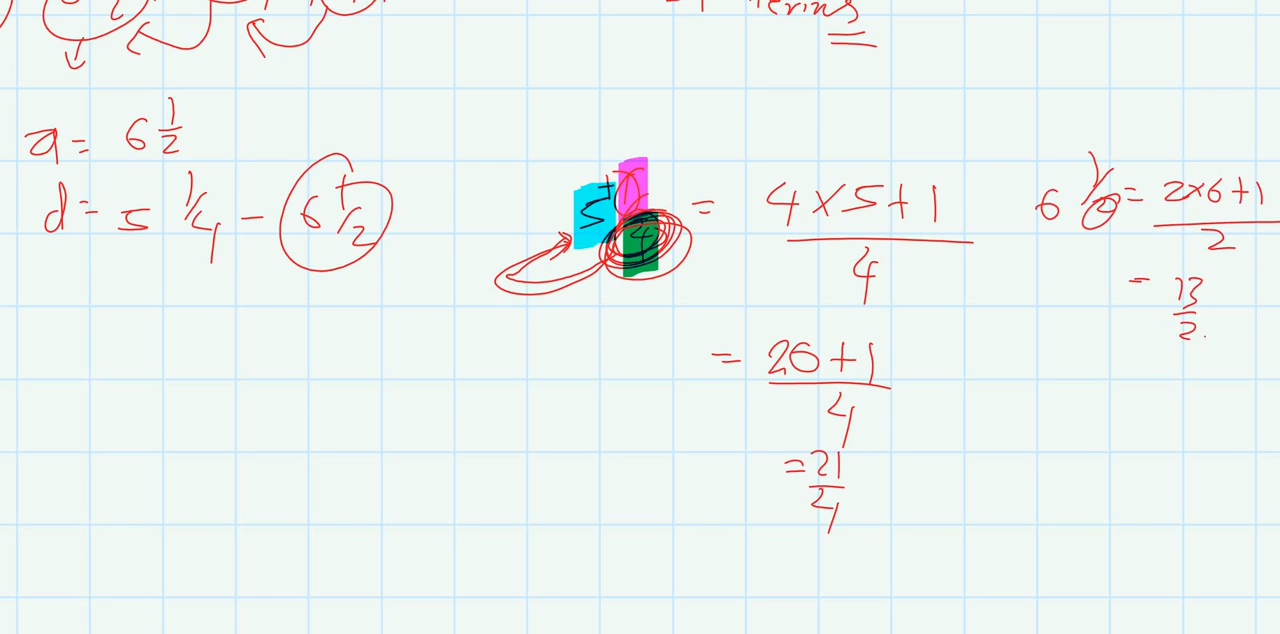 terms
a = 6 1/2
d = 5 1/4 - 6 1/2
5 1/4 = (4×5+1)/4
= (20+1)/4
= 21/4
6 1/2 = (2×6+1)/2
= 13/2